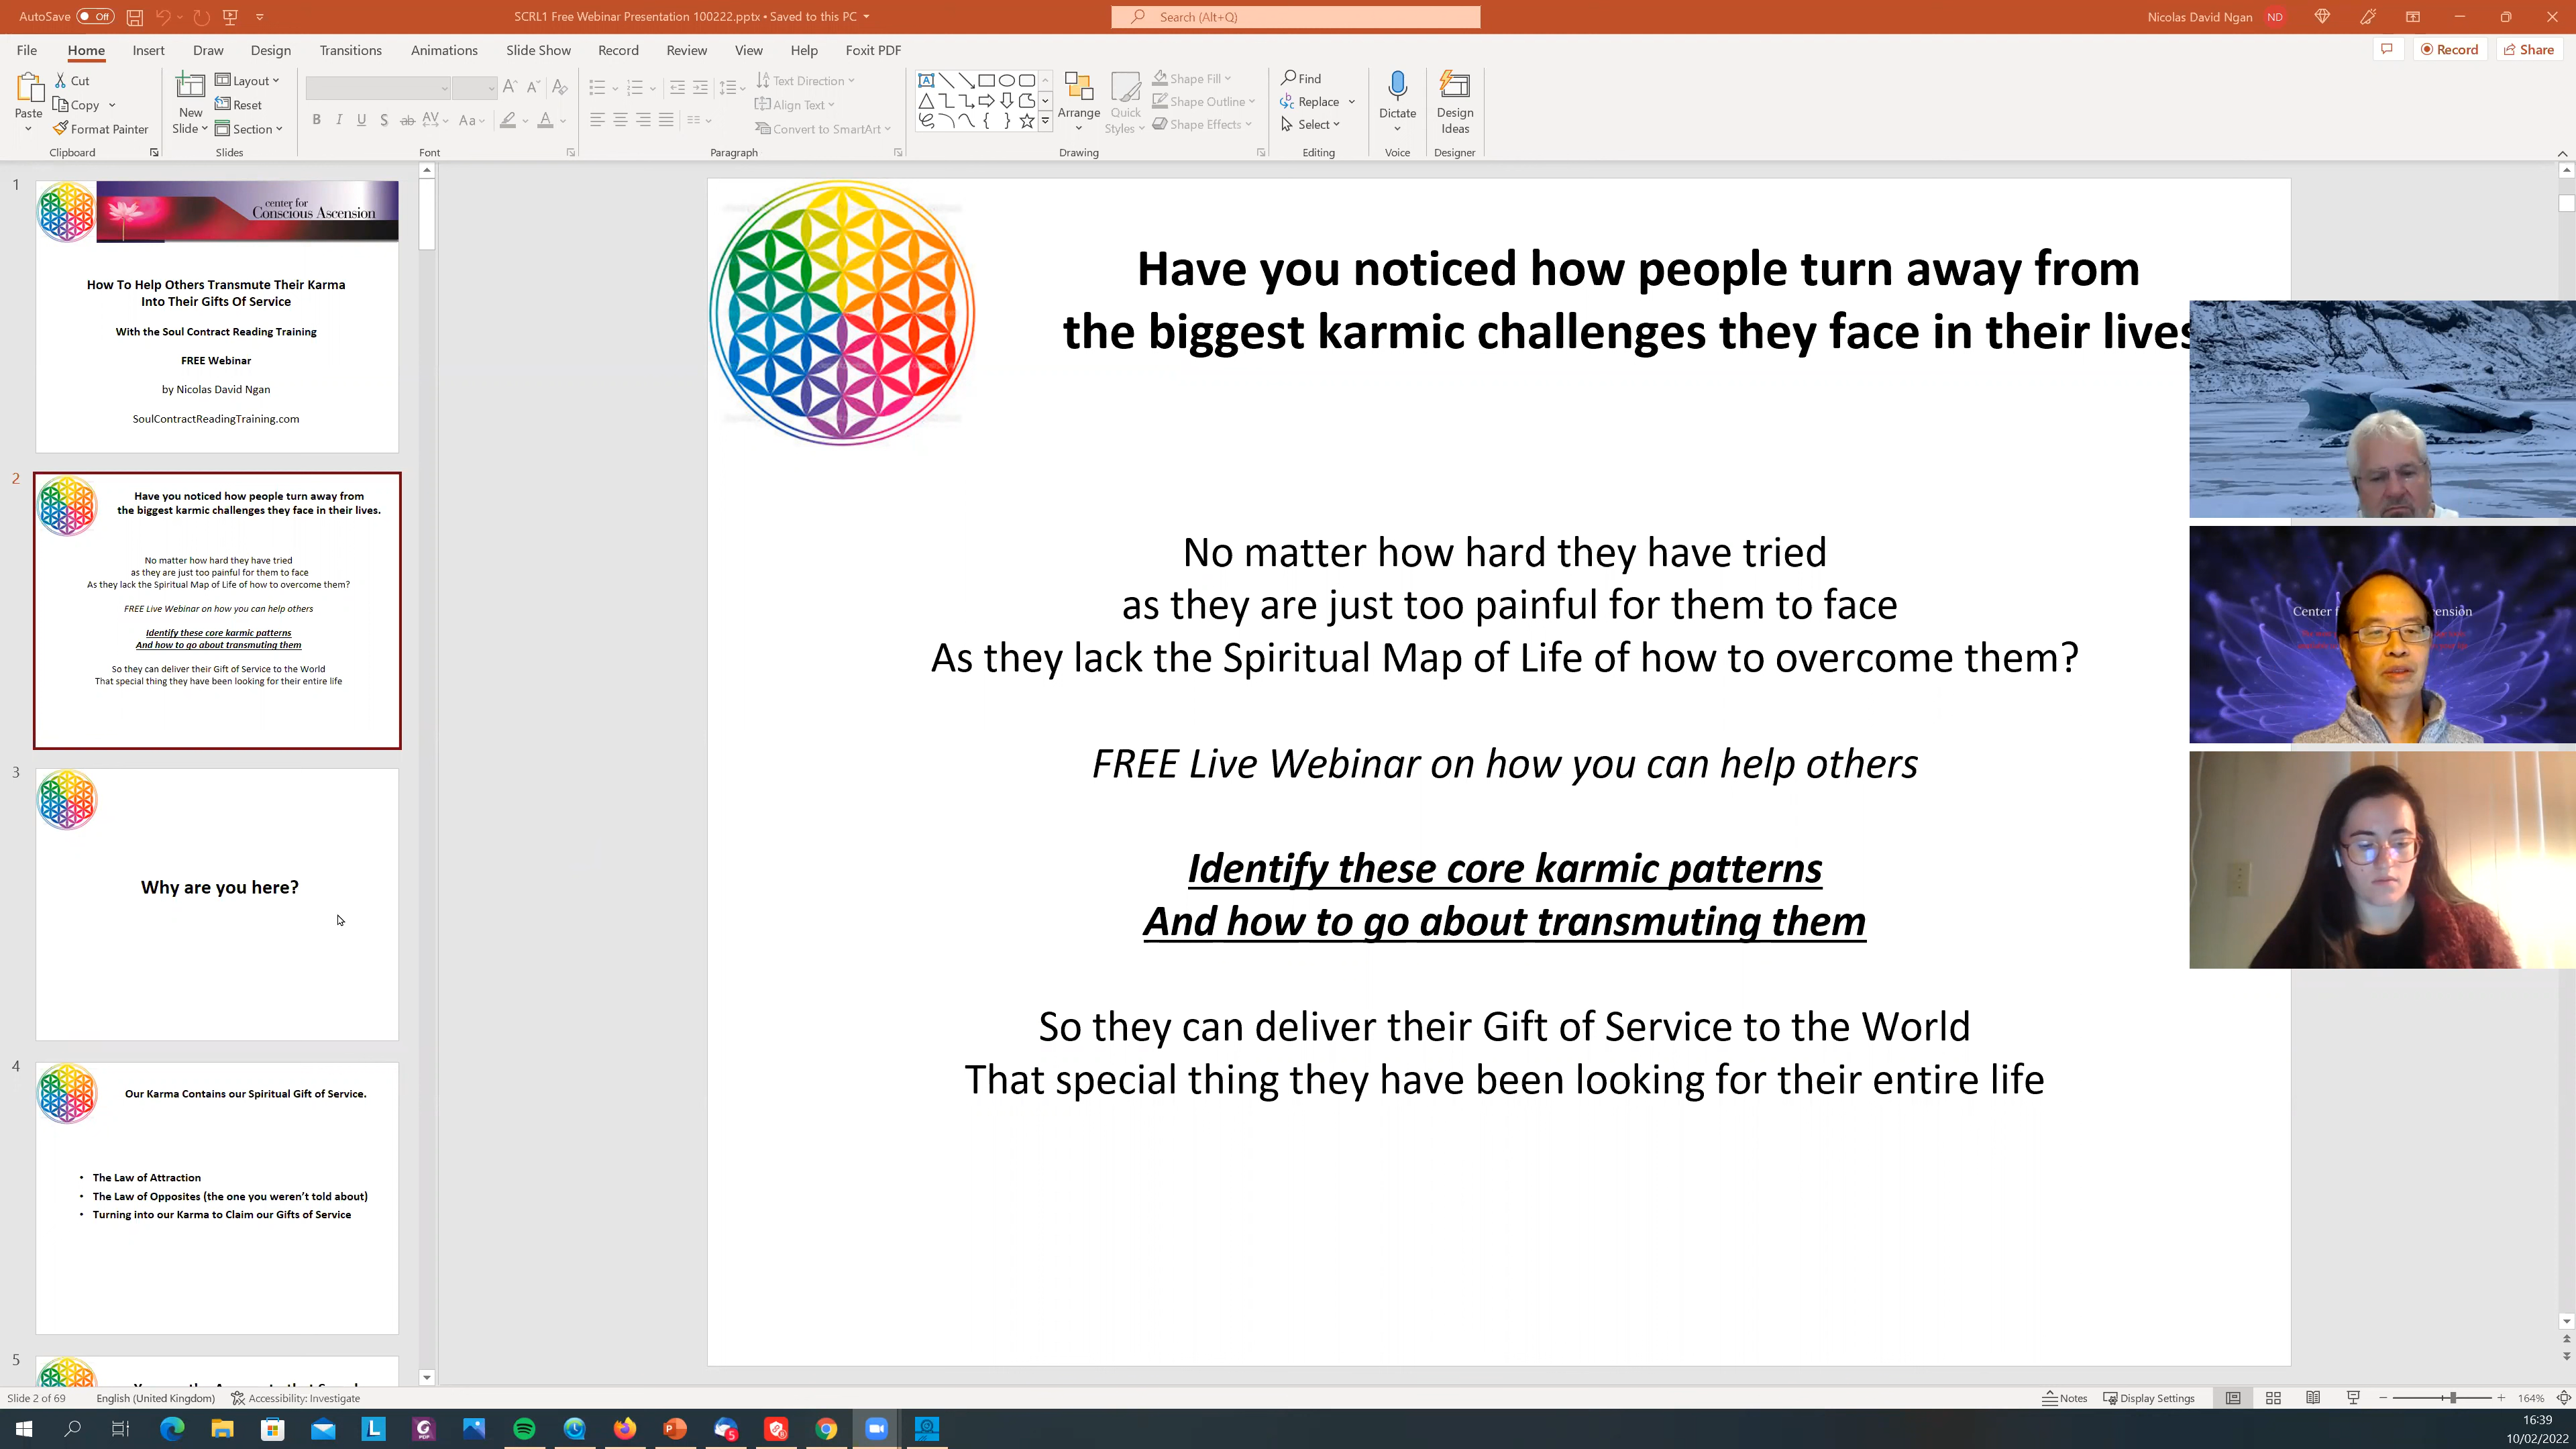 AutoSave Off
SCRL1 Free Webinar Presentation 100222.pptx • Saved to this PC
Search (Alt+Q)
Nicolas David Ngan ND
File Home Insert Draw Design Transitions Animations Slide Show Record Review View Help Foxit PDF
Record Share
Paste
Cut
Copy
Format Painter
Clipboard
New Slide
Layout
Reset
Section
Slides
Font
Text Direction
Align Text
Convert to SmartArt
Paragraph
Arrange
Quick Styles
Shape Fill
Shape Outline
Shape Effects
Drawing
Find
Replace
Select
Editing
Dictate
Voice
Design Ideas
Designer
1
center for
Conscious Ascension
How To Help Others Transmute Their Karma
Into Their Gifts Of Service
With the Soul Contract Reading Training
FREE Webinar
by Nicolas David Ngan
SoulContractReadingTraining.com
2
Have you noticed how people turn away from
the biggest karmic challenges they face in their lives.
No matter how hard they have tried
as they are just too painful for them to face
As they lack the Spiritual Map of Life of how to overcome them?
FREE Live Webinar on how you can help others
Identify these core karmic patterns
And how to go about transmuting them
So they can deliver their Gift of Service to the World
That special thing they have been looking for their entire life
3
Why are you here?
4
Our Karma Contains our Spiritual Gift of Service.
• The Law of Attraction
• The Law of Opposites (the one you weren't told about)
• Turning into our Karma to Claim our Gifts of Service
5
Have you noticed how people turn away from
the biggest karmic challenges they face in their lives
No matter how hard they have tried
as they are just too painful for them to face
As they lack the Spiritual Map of Life of how to overcome them?
FREE Live Webinar on how you can help others
Identify these core karmic patterns
And how to go about transmuting them
So they can deliver their Gift of Service to the World
That special thing they have been looking for their entire life
Center
Slide 2 of 69 English (United Kingdom) Accessibility: Investigate
Notes Display Settings 164%
16:39
10/02/2022